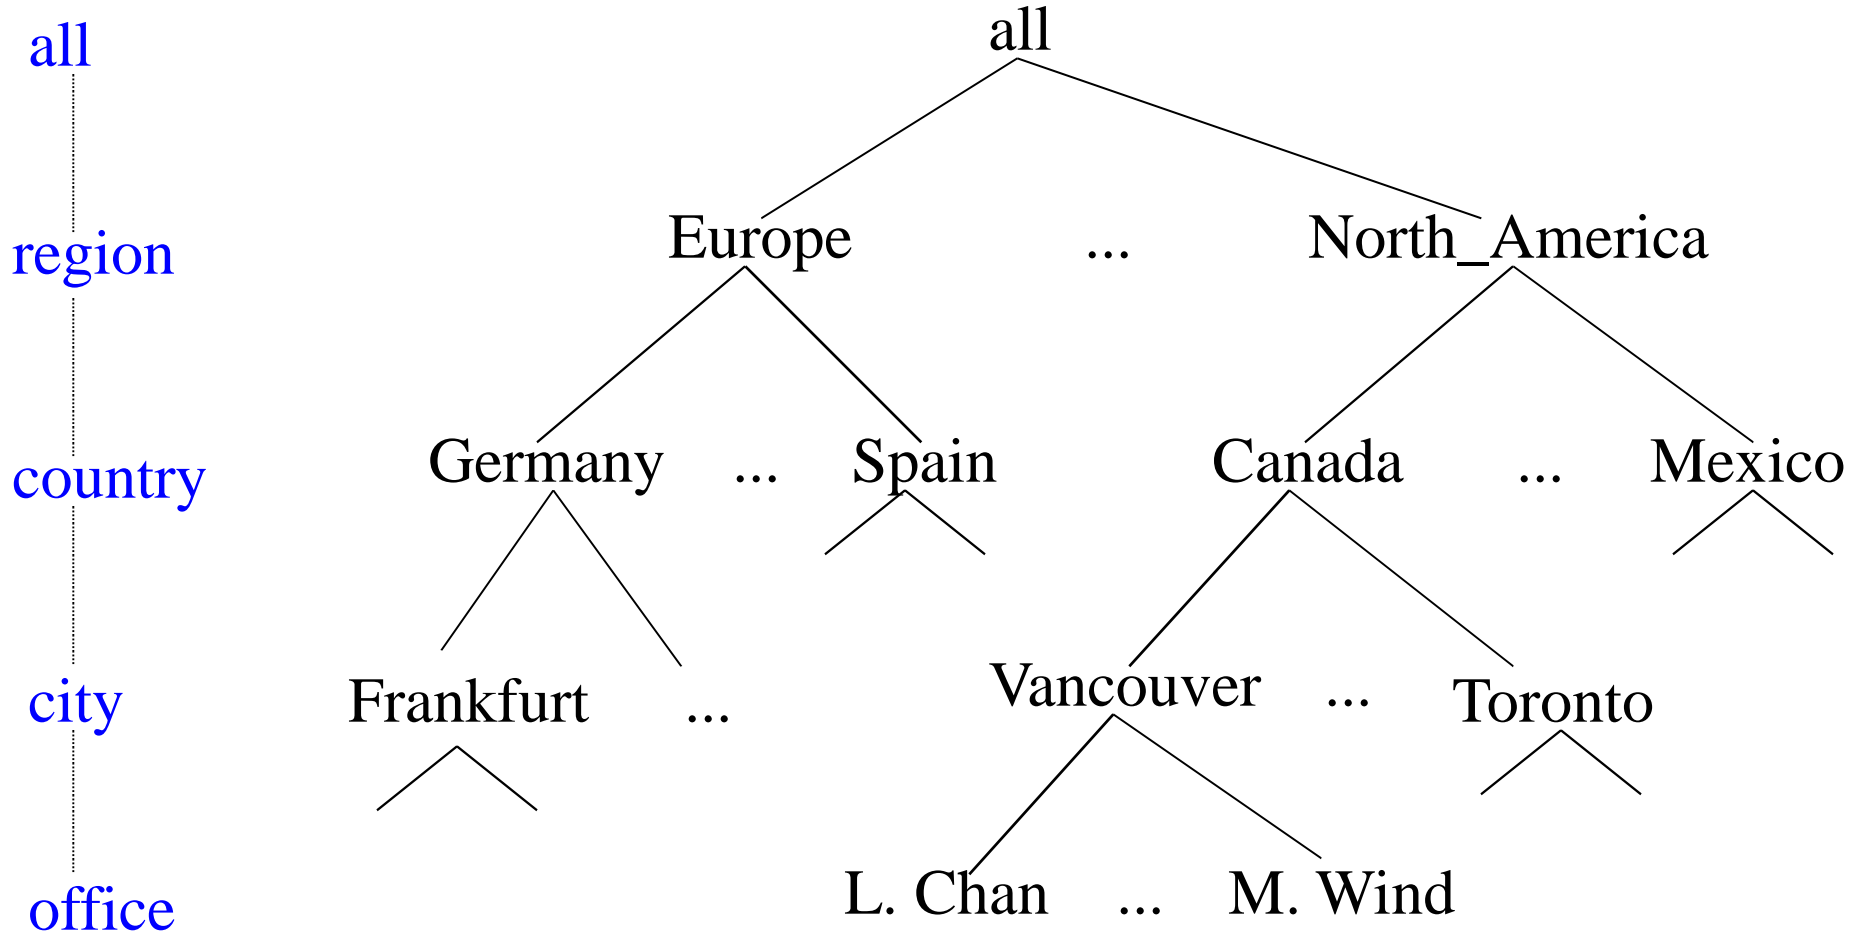 all all
region Europe ... North_America
country Germany ... Spain Canada ... Mexico
city Frankfurt ... Vancouver ... Toronto
office L. Chan ... M. Wind